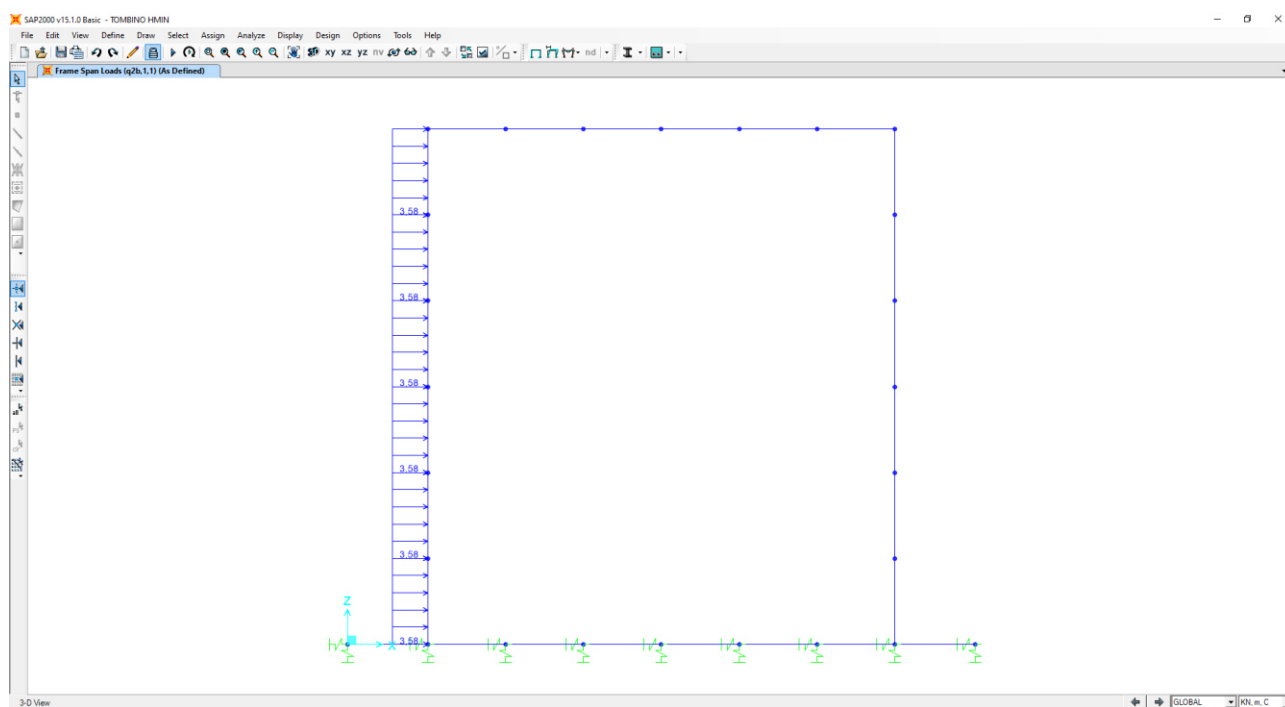 SAP2000 v15.1.0 Basic - TOMBINO HMIN
File Edit View Define Draw Select Assign Analyze Display Design Options Tools Help
xy xz yz nv nd
Frame Span Loads (q2b,1,1) (As Defined)
3,58
3,58
3,58
3,58
3,58
3,58
Z
X
3-D View
GLOBAL
KN, m, C